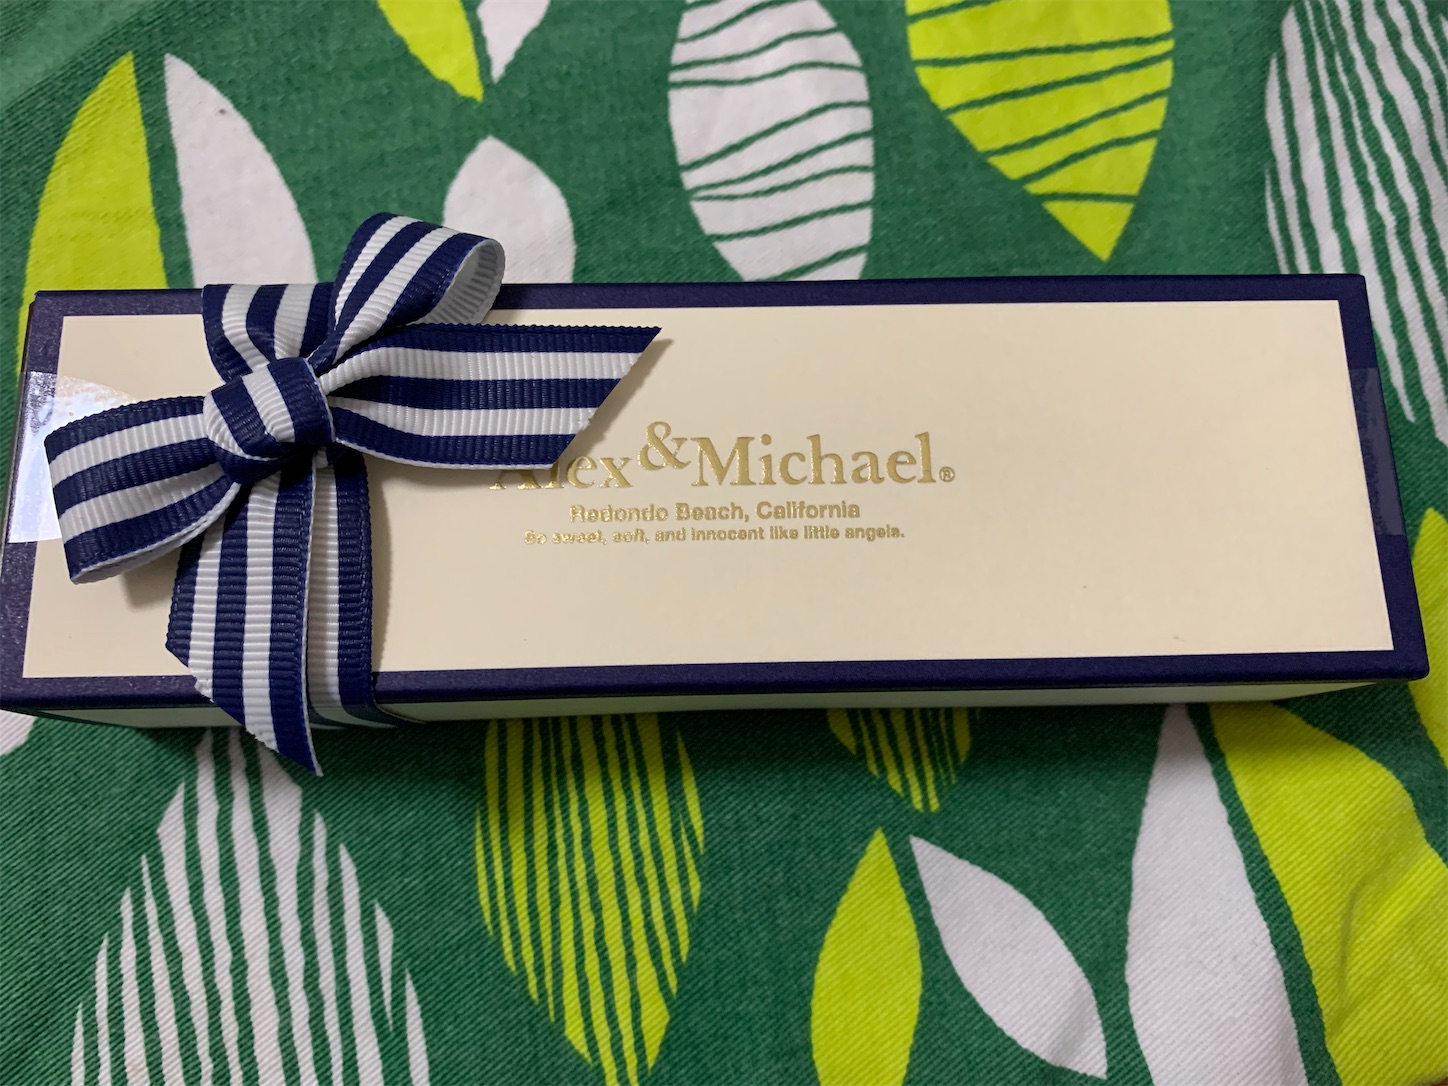 Alex&Michael®
Redondo Beach, California
So sweet, soft, and innocent like little angels.